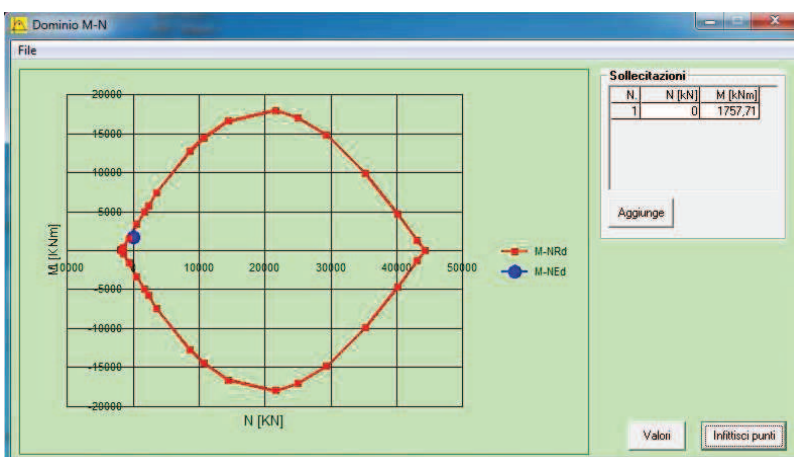 Dominio M-N
File
20000
15000
10000
5000
10000
10000
20000
30000
40000
50000
-5000
-10000
-15000
-20000
M [KNm]
N [KN]
M-NRd
M-NEd
Sollecitazioni
N. N [kN] M [kNm]
1 0 1757,71
Aggiunge
Valori
Infittisci punti